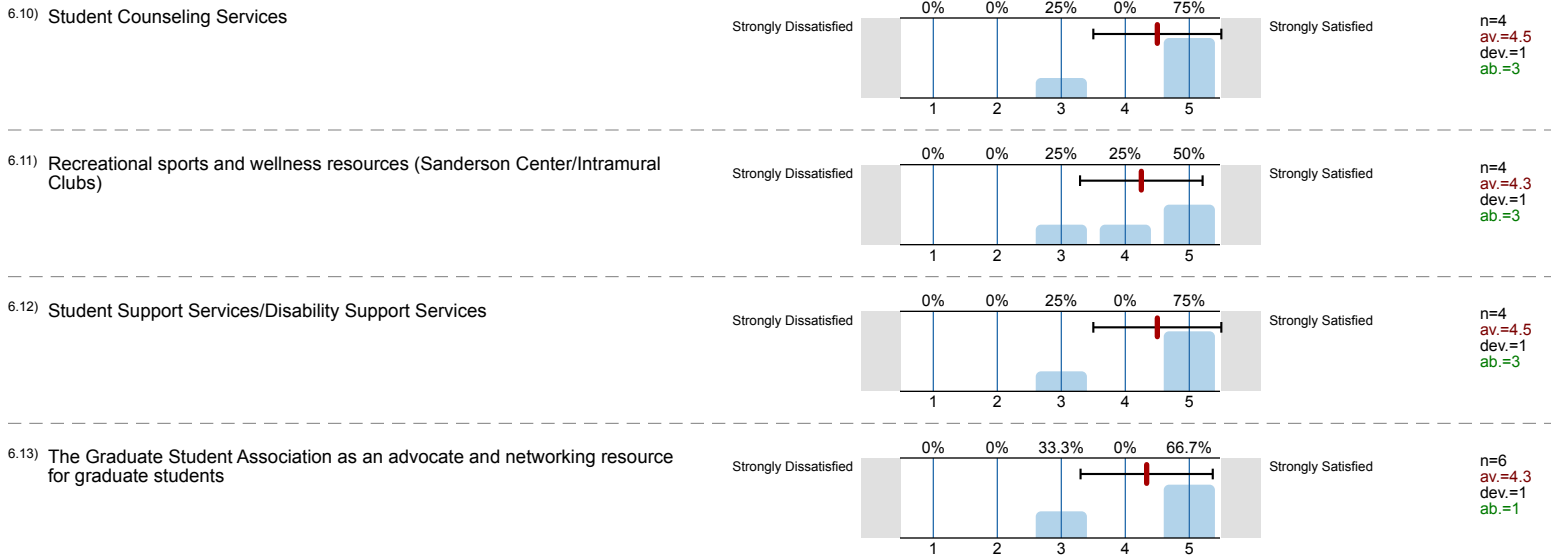 6.10) Student Counseling Services
0% 0% 25% 0% 75%
Strongly Dissatisfied
Strongly Satisfied
1 2 3 4 5
n=4
av.=4.5
dev.=1
ab.=3
6.11) Recreational sports and wellness resources (Sanderson Center/Intramural
Clubs)
0% 0% 25% 25% 50%
Strongly Dissatisfied
Strongly Satisfied
1 2 3 4 5
n=4
av.=4.3
dev.=1
ab.=3
6.12) Student Support Services/Disability Support Services
0% 0% 25% 0% 75%
Strongly Dissatisfied
Strongly Satisfied
1 2 3 4 5
n=4
av.=4.5
dev.=1
ab.=3
6.13) The Graduate Student Association as an advocate and networking resource
for graduate students
0% 0% 33.3% 0% 66.7%
Strongly Dissatisfied
Strongly Satisfied
1 2 3 4 5
n=6
av.=4.3
dev.=1
ab.=1